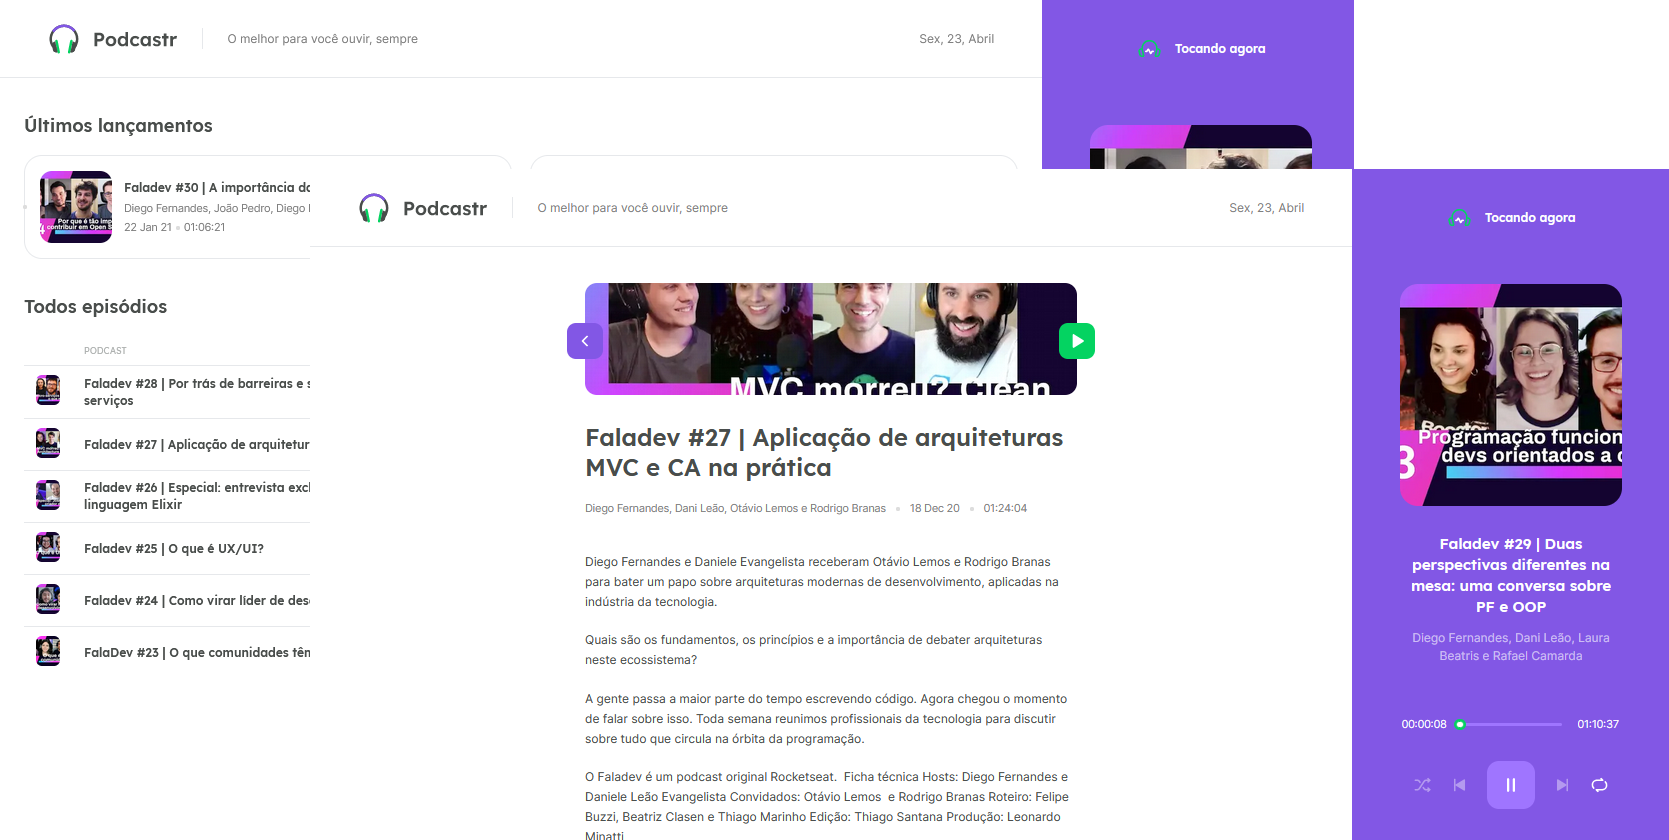 Podcastr
O melhor para você ouvir, sempre
Sex, 23, Abril
Tocando agora
Últimos lançamentos
Faladev #30 | A importância
Diego Fernandes, João Pedro, Diego
22 Jan 21 01:06:21
Por que é tão
contribuir em Open
Todos episódios
PODCAST
Faladev #28 | Por trás de barreiras e
serviços
Faladev #27 | Aplicação de
Faladev #26 | Especial: entrevista
linguagem Elixir
Faladev #25 | O que é UX/UI?
Faladev #24 | Como virar líder de
FalaDev #23 | O que comunidades
Podcastr
O melhor para você ouvir, sempre
Sex, 23, Abril
MVC morreu? Clean
Faladev #27 | Aplicação de arquiteturas
MVC e CA na prática
Diego Fernandes, Dani Leão, Otávio Lemos e Rodrigo Branas 18 Dec 20 01:24:04
Diego Fernandes e Daniele Evangelista receberam Otávio Lemos e Rodrigo Branas
para bater um papo sobre arquiteturas modernas de desenvolvimento, aplicadas na
indústria da tecnologia.
Quais são os fundamentos, os princípios e a importância de debater arquiteturas
neste ecossistema?
A gente passa a maior parte do tempo escrevendo código. Agora chegou o momento
de falar sobre isso. Toda semana reunimos profissionais da tecnologia para discutir
sobre tudo que circula na órbita da programação.
O Faladev é um podcast original Rocketseat.  Ficha técnica Hosts: Diego Fernandes e
Daniele Leão Evangelista Convidados: Otávio Lemos  e Rodrigo Branas Roteiro: Felipe
Buzzi, Beatriz Clasen e Thiago Marinho Edição: Thiago Santana Produção: Leonardo
Minatti
Tocando agora
Programação funcion
3 devs orientados a
Faladev #29 | Duas
perspectivas diferentes na
mesa: uma conversa sobre
PF e OOP
Diego Fernandes, Dani Leão, Laura
Beatris e Rafael Camarda
00:00:08 01:10:37